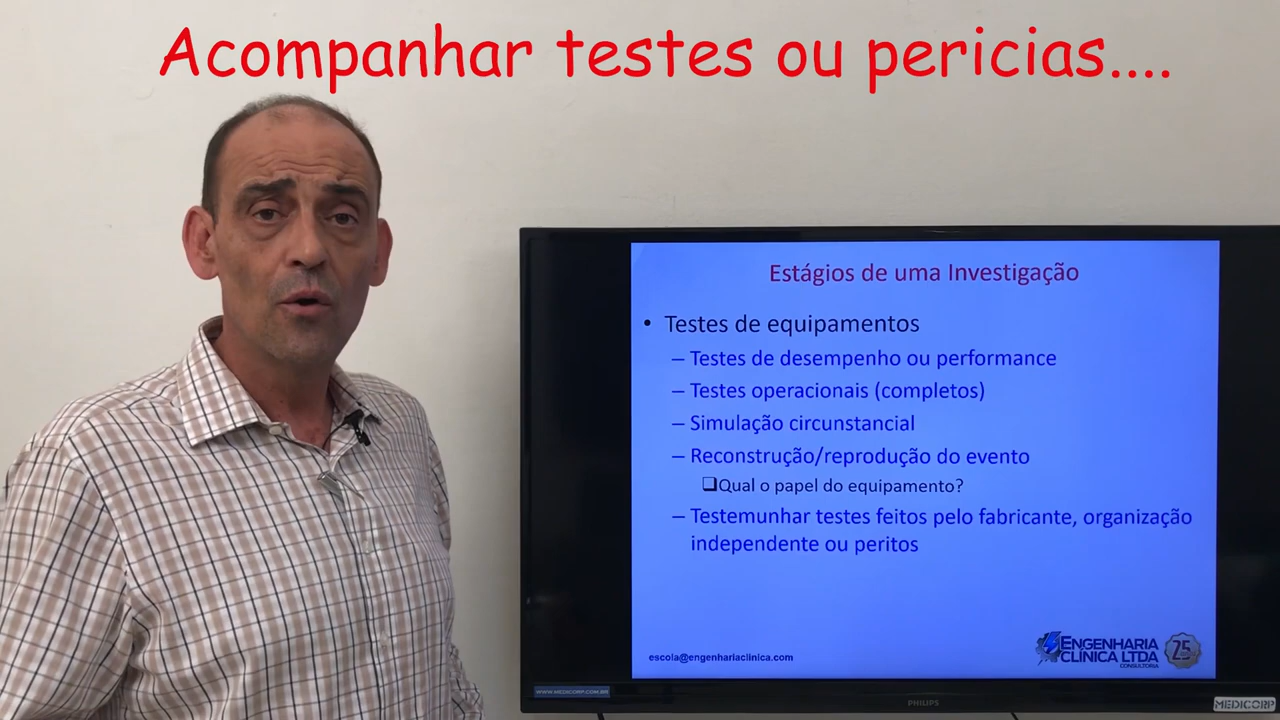 Acompanhar testes ou pericias....
Estágios de uma Investigação
• Testes de equipamentos
– Testes de desempenho ou performance
– Testes operacionais (completos)
– Simulação circunstancial
– Reconstrução/reprodução do evento
❑Qual o papel do equipamento?
– Testemunhar testes feitos pelo fabricante, organização
independente ou peritos
escola@engenhariaclinica.com
ENGENHARIA
CLÍNICA LTDA
CONSULTORIA
25
WWW.MEDICORP.COM.BR
PHILIPS
MEDICORP